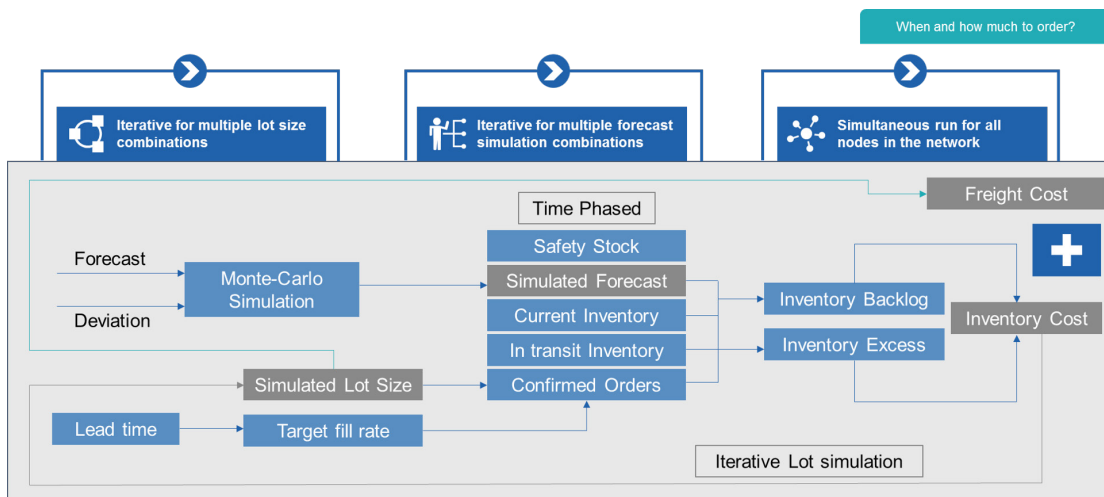 When and how much to order?
Iterative for multiple lot size
combinations
Iterative for multiple forecast
simulation combinations
Simultaneous run for all
nodes in the network
Freight Cost
Time Phased
Safety Stock
Forecast
Monte-Carlo
Simulation
Deviation
Simulated Forecast
Current Inventory
In transit Inventory
Confirmed Orders
Inventory Backlog
Inventory Excess
Inventory Cost
Simulated Lot Size
Lead time
Target fill rate
Iterative Lot simulation